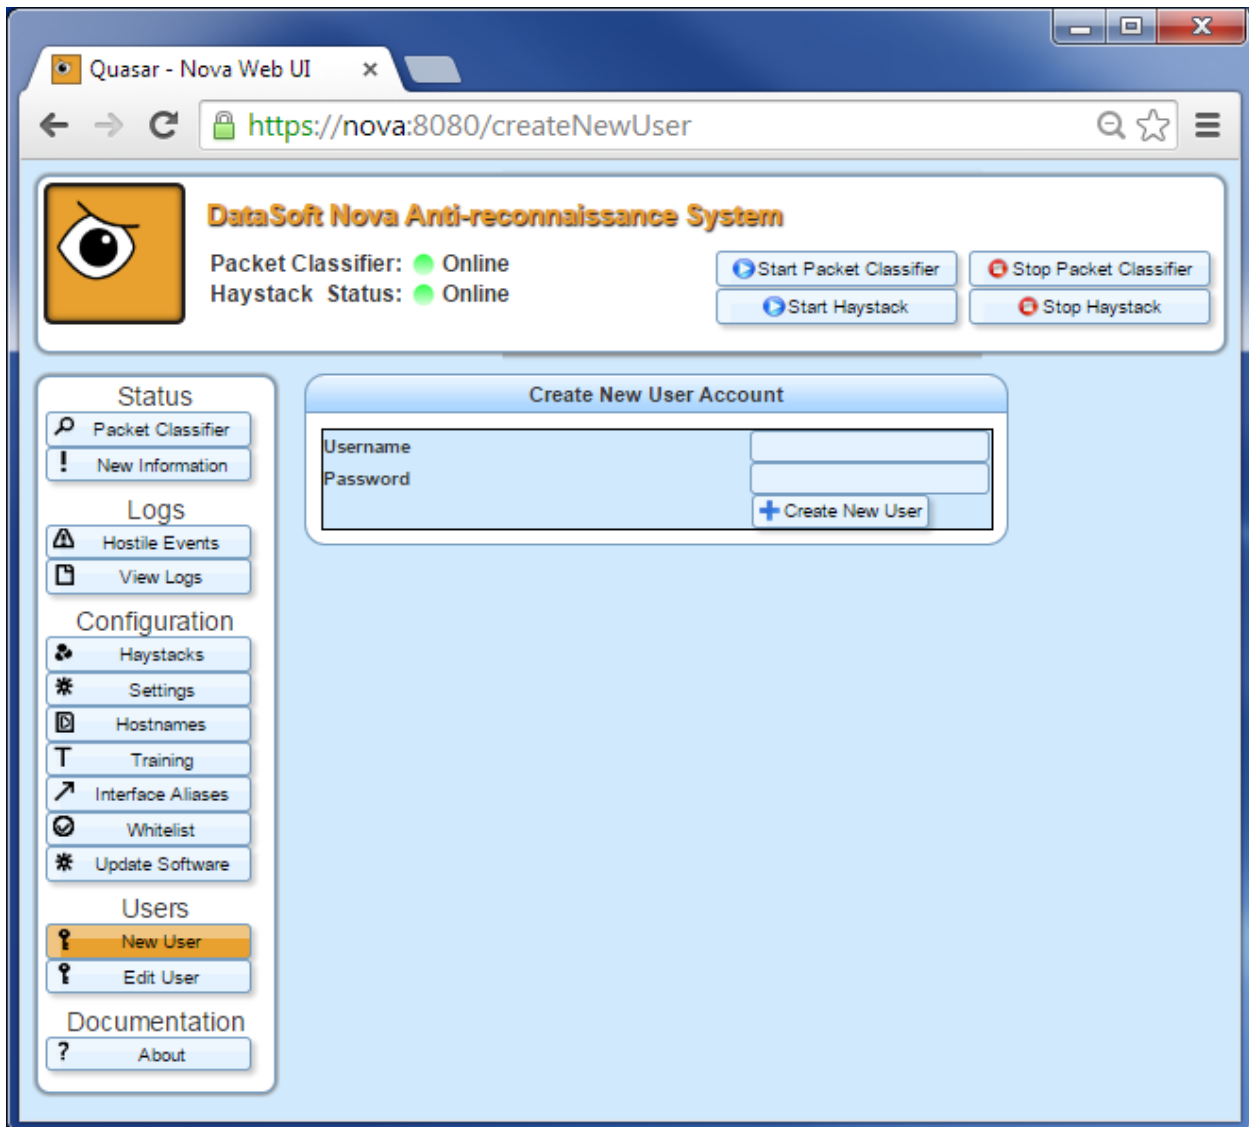 Quasar - Nova Web UI
https://nova:8080/createNewUser
DataSoft Nova Anti-reconnaissance System
Packet Classifier: Online
Haystack Status: Online
Start Packet Classifier
Stop Packet Classifier
Start Haystack
Stop Haystack
Status
Packet Classifier
New Information
Logs
Hostile Events
View Logs
Configuration
Haystacks
Settings
Hostnames
Training
Interface Aliases
Whitelist
Update Software
Users
New User
Edit User
Documentation
About
Create New User Account
Username
Password
Create New User